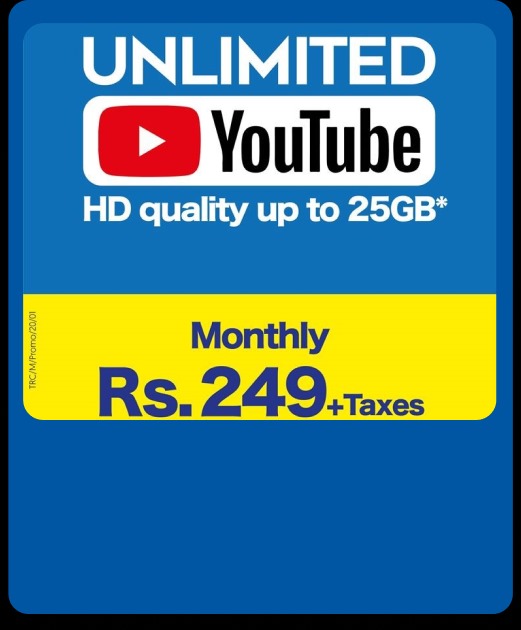 UNLIMITED
YouTube
HD quality up to 25GB*
TRC/M/Promo/20/01
Monthly
Rs. 249+Taxes